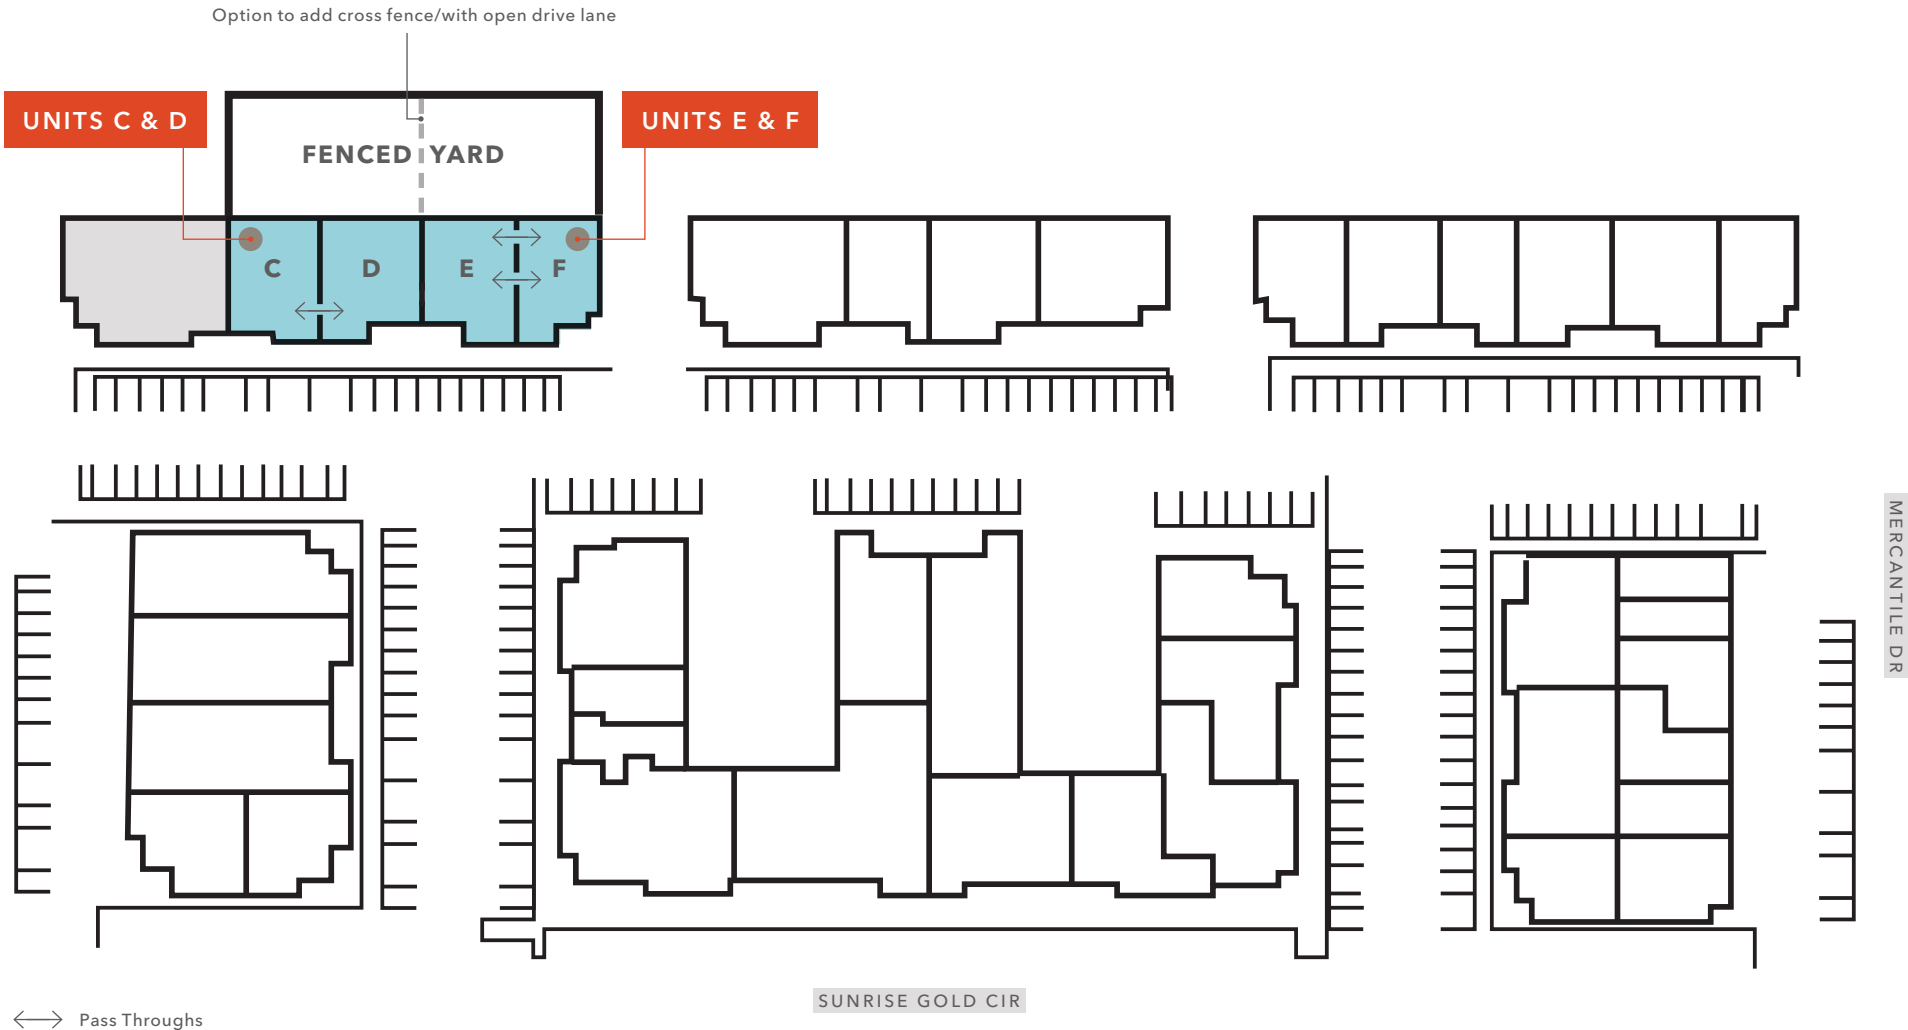 Option to add cross fence/with open drive lane
UNITS C & D
UNITS E & F
FENCED YARD
C
D
E
F
MERCANTILE DR
SUNRISE GOLD CIR
Pass Throughs